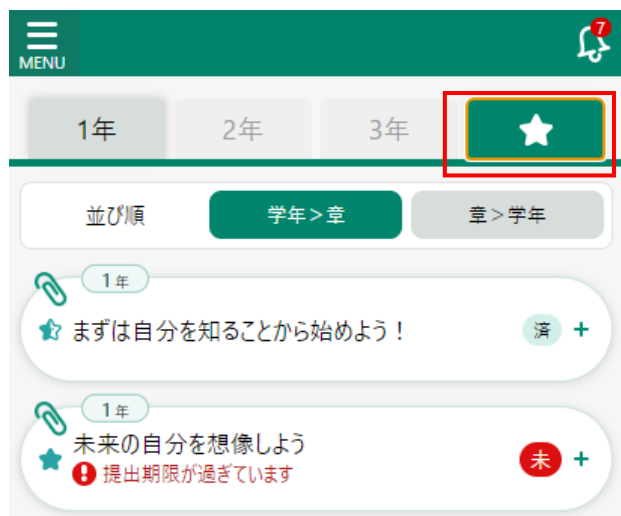 MENU
7
1年 2年 3年
並び順 学年>章 章>学年
1年
まずは自分を知ることから始めよう! 済 +
1年
未来の自分を想像しよう
提出期限が過ぎています 未 +